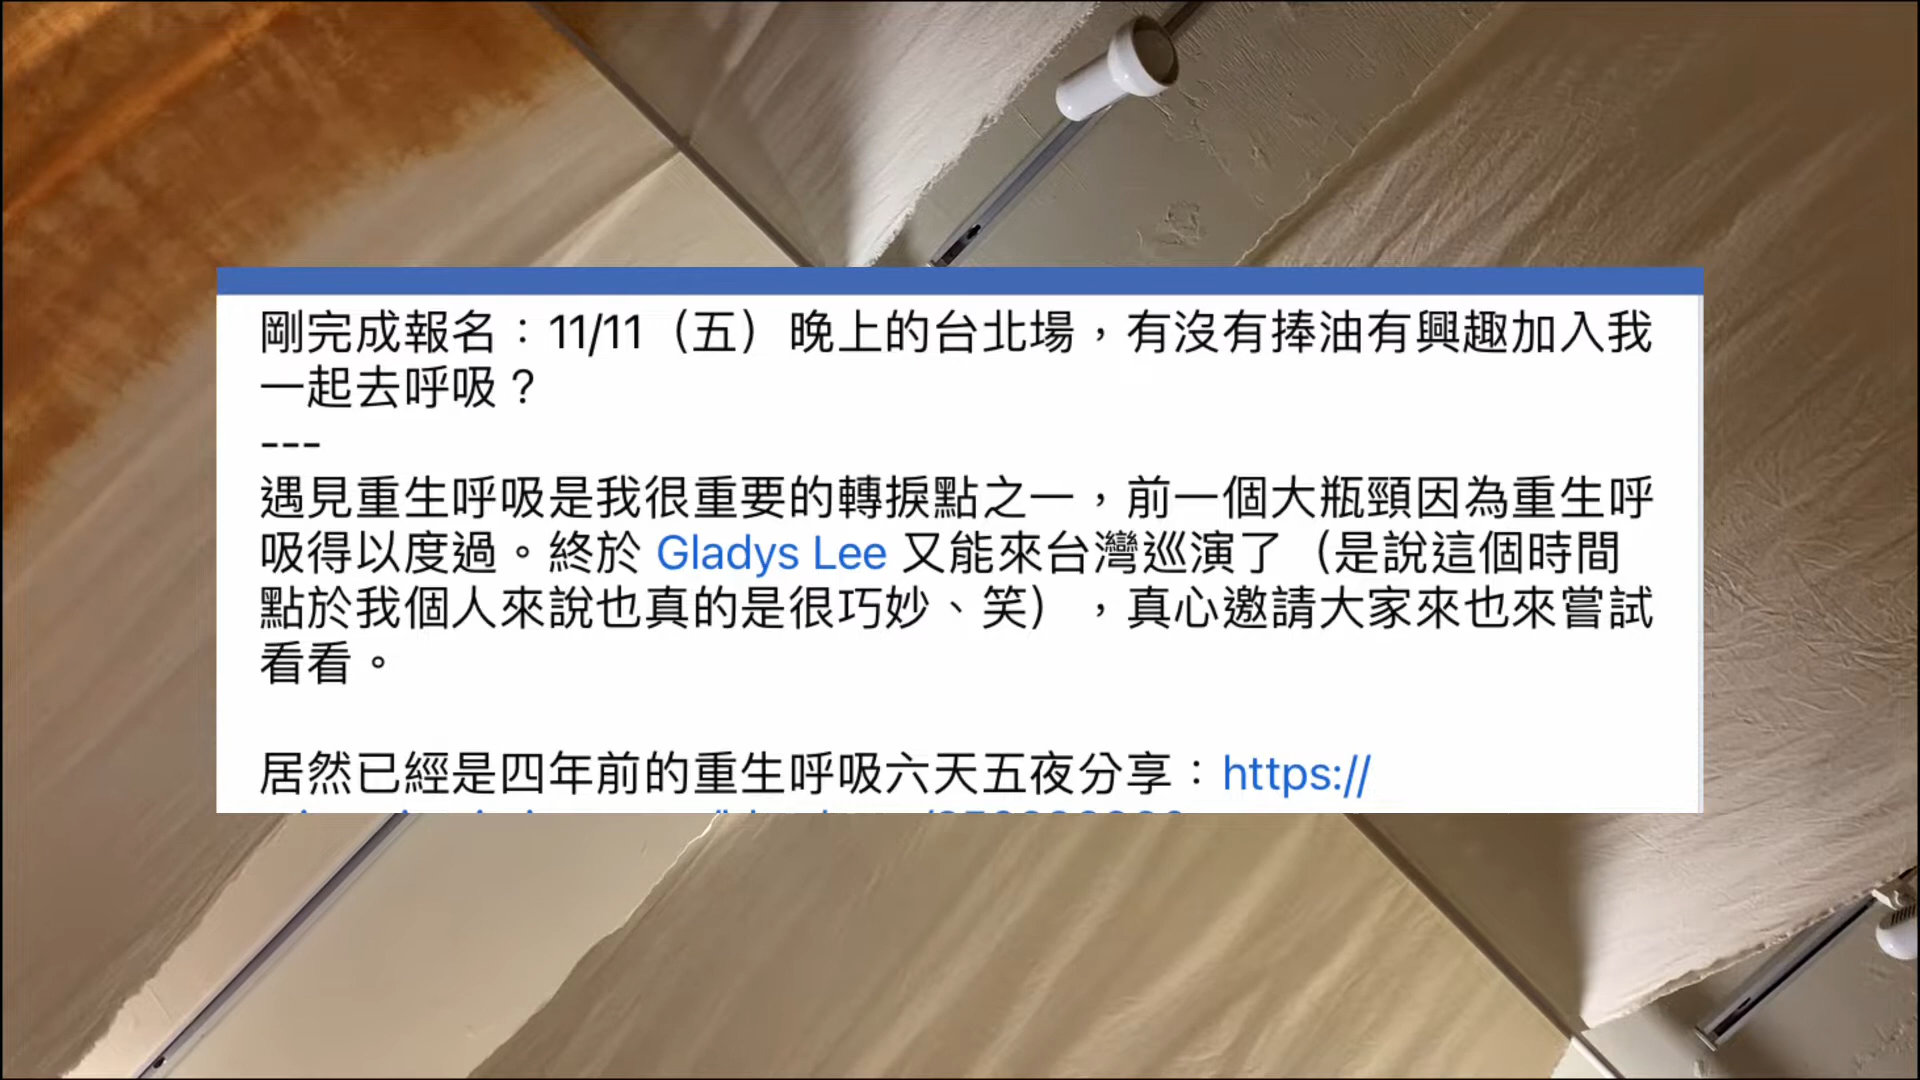 剛完成報名：11/11（五）晚上的台北場，有沒有捧油有興趣加入我
一起去呼吸？
---
遇見重生呼吸是我很重要的轉捩點之一，前一個大瓶頸因為重生呼
吸得以度過。終於 Gladys Lee 又能來台灣巡演了（是說這個時間
點於我個人來說也真的是很巧妙、笑），真心邀請大家來也來嘗試
看看。
居然已經是四年前的重生呼吸六天五夜分享：https://